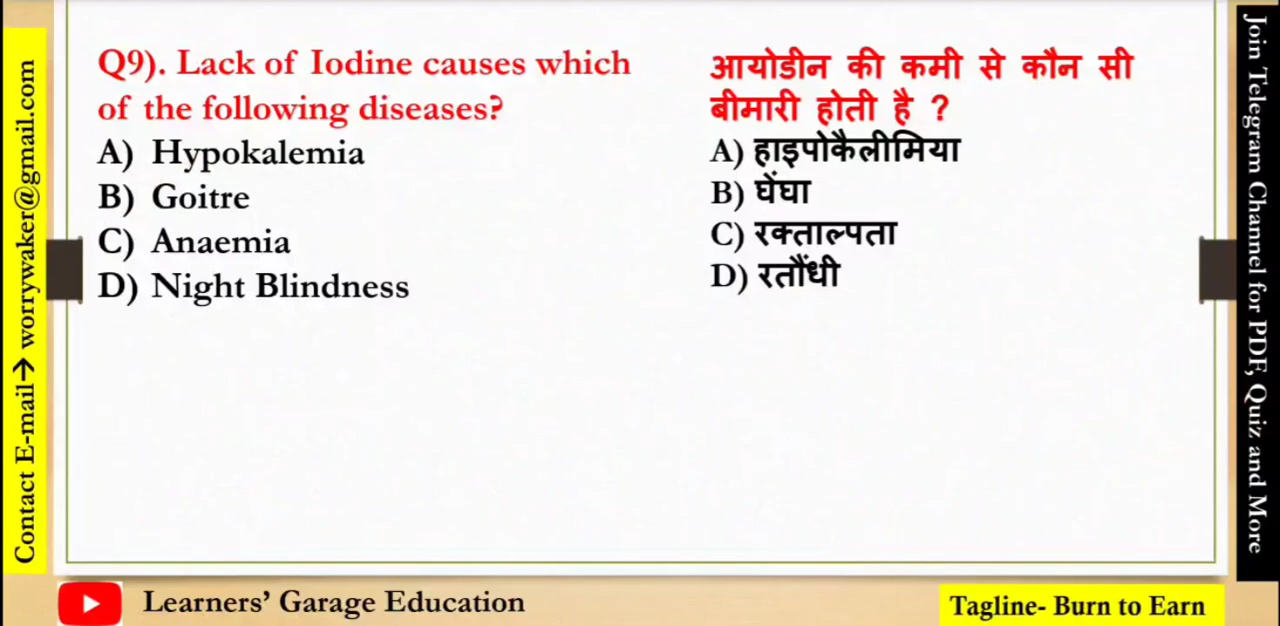 Q9). Lack of Iodine causes which
of the following diseases?
A) Hypokalemia
B) Goitre
C) Anaemia
D) Night Blindness
आयोडीन की कमी से कौन सी
बीमारी होती है ?
A) हाइपोकैलीमिया
B) घेंघा
C) रक्ताल्पता
D) रतौंधी
Contact E-mail→ worrywaker@gmail.com
Join Telegram Channel for PDF, Quiz and More
Learners’ Garage Education
Tagline- Burn to Earn